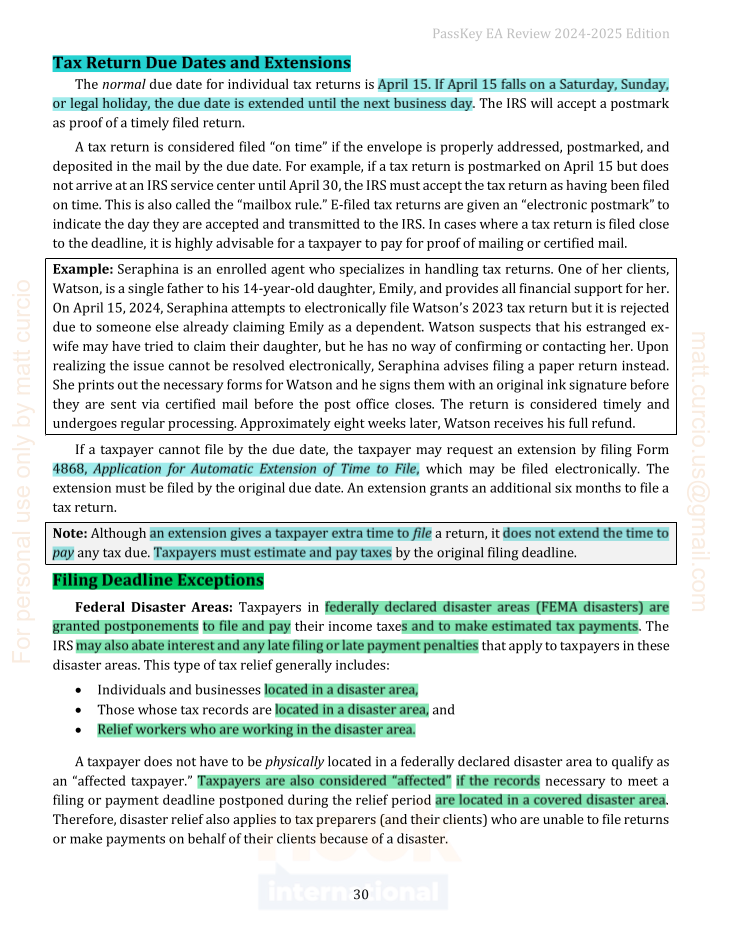 PassKey EA Review 2024-2025 Edition
Tax Return Due Dates and Extensions
The normal due date for individual tax returns is April 15. If April 15 falls on a Saturday, Sunday,
or legal holiday, the due date is extended until the next business day. The IRS will accept a postmark
as proof of a timely filed return.
A tax return is considered filed “on time” if the envelope is properly addressed, postmarked, and
deposited in the mail by the due date. For example, if a tax return is postmarked on April 15 but does
not arrive at an IRS service center until April 30, the IRS must accept the tax return as having been filed
on time. This is also called the “mailbox rule.” E-filed tax returns are given an “electronic postmark” to
indicate the day they are accepted and transmitted to the IRS. In cases where a tax return is filed close
to the deadline, it is highly advisable for a taxpayer to pay for proof of mailing or certified mail.
Example: Seraphina is an enrolled agent who specializes in handling tax returns. One of her clients,
Watson, is a single father to his 14-year-old daughter, Emily, and provides all financial support for her.
On April 15, 2024, Seraphina attempts to electronically file Watson’s 2023 tax return but it is rejected
due to someone else already claiming Emily as a dependent. Watson suspects that his estranged ex-
wife may have tried to claim their daughter, but he has no way of confirming or contacting her. Upon
realizing the issue cannot be resolved electronically, Seraphina advises filing a paper return instead.
She prints out the necessary forms for Watson and he signs them with an original ink signature before
they are sent via certified mail before the post office closes. The return is considered timely and
undergoes regular processing. Approximately eight weeks later, Watson receives his full refund.
If a taxpayer cannot file by the due date, the taxpayer may request an extension by filing Form
4868, Application for Automatic Extension of Time to File, which may be filed electronically. The
extension must be filed by the original due date. An extension grants an additional six months to file a
tax return.
Note: Although an extension gives a taxpayer extra time to file a return, it does not extend the time to
pay any tax due. Taxpayers must estimate and pay taxes by the original filing deadline.
Filing Deadline Exceptions
Federal Disaster Areas: Taxpayers in federally declared disaster areas (FEMA disasters) are
granted postponements to file and pay their income taxes and to make estimated tax payments. The
IRS may also abate interest and any late filing or late payment penalties that apply to taxpayers in these
disaster areas. This type of tax relief generally includes:
• Individuals and businesses located in a disaster area,
• Those whose tax records are located in a disaster area, and
• Relief workers who are working in the disaster area.
A taxpayer does not have to be physically located in a federally declared disaster area to qualify as
an “affected taxpayer.” Taxpayers are also considered “affected” if the records necessary to meet a
filing or payment deadline postponed during the relief period are located in a covered disaster area.
Therefore, disaster relief also applies to tax preparers (and their clients) who are unable to file returns
or make payments on behalf of their clients because of a disaster.
30
For personal use only by matt curcio
matt.curcio.us@gmail.com
international